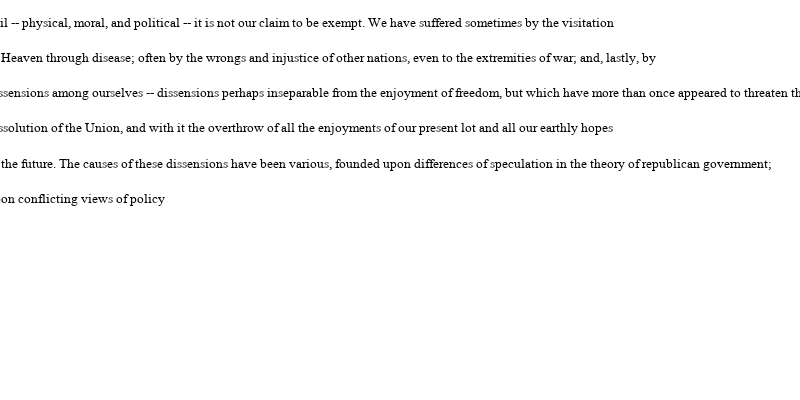 il -- physical, moral, and political -- it is not our claim to be exempt. We have suffered sometimes by the visitation
Heaven through disease; often by the wrongs and injustice of other nations, even to the extremities of war; and, lastly, by
ssensions among ourselves -- dissensions perhaps inseparable from the enjoyment of freedom, but which have more than once appeared to threaten th
ssolution of the Union, and with it the overthrow of all the enjoyments of our present lot and all our earthly hopes
the future. The causes of these dissensions have been various, founded upon differences of speculation in the theory of republican government;
on conflicting views of policy